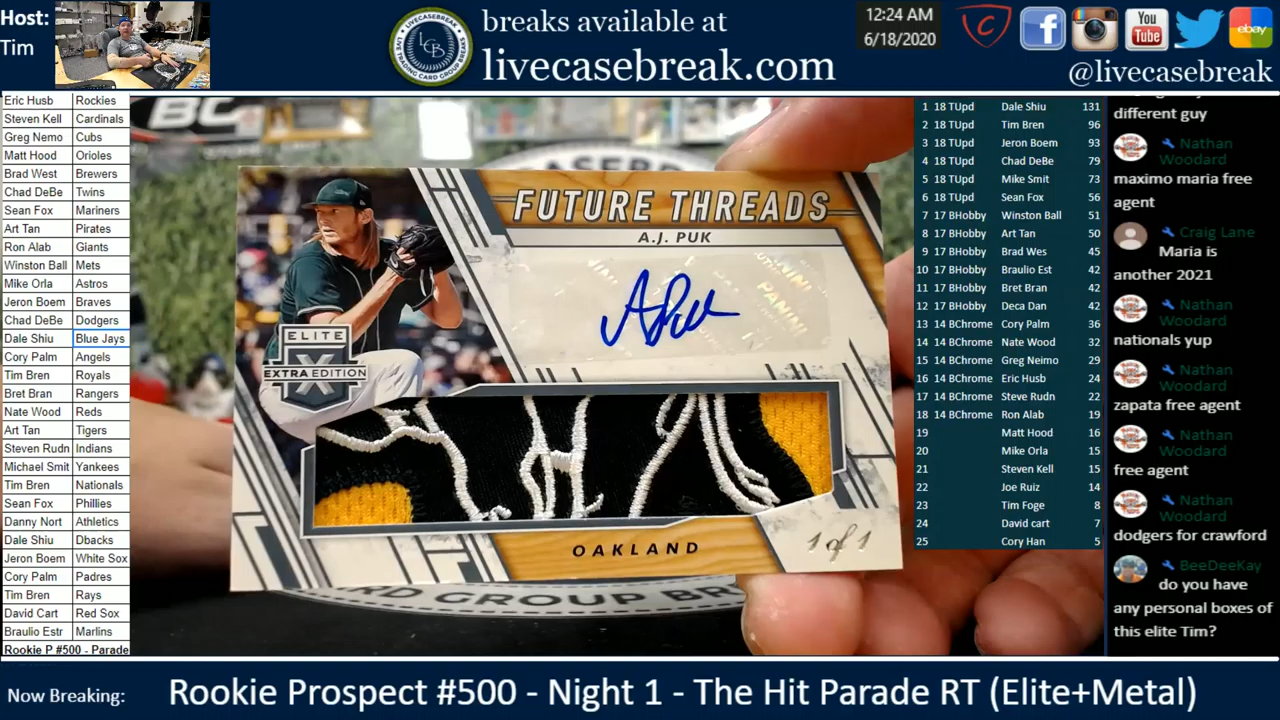 Host:
Tim
LIVECASEBREAK
LCB
LIVE TRADING CARD GROUP BREAKS
breaks available at
livecasebreak.com
12:24 AM
6/18/2020
You
Tube
ebay
@livecasebreak
Eric Husb Rockies
Steven Kell Cardinals
Greg Nemo Cubs
Matt Hood Orioles
Brad West Brewers
Chad DeBe Twins
Sean Fox Mariners
Art Tan Pirates
Ron Alab Giants
Winston Ball Mets
Mike Orla Astros
Jeron Boem Braves
Chad DeBe Dodgers
Dale Shiu Blue Jays
Cory Palm Angels
Tim Bren Royals
Bret Bran Rangers
Nate Wood Reds
Art Tan Tigers
Steven Rudn Indians
Michael Smit Yankees
Tim Bren Nationals
Sean Fox Phillies
Danny Nort Athletics
Dale Shiu Dbacks
Jeron Boem White Sox
Cory Palm Padres
Tim Bren Rays
David Cart Red Sox
Braulio Estr Marlins
Rookie P #500 - Parade
FUTURE THREADS
A.J. PUK
ELITE
X
EXTRA EDITION
OAKLAND
1 of 1
CARD GROUP BRE
1 18 TUpd Dale Shiu 131
2 18 TUpd Tim Bren 96
3 18 TUpd Jeron Boem 93
4 18 TUpd Chad DeBe 79
5 18 TUpd Mike Smit 73
6 18 TUpd Sean Fox 56
7 17 BHobby Winston Ball 51
8 17 BHobby Art Tan 50
9 17 BHobby Brad Wes 45
10 17 BHobby Braulio Est 42
11 17 BHobby Bret Bran 42
12 17 BHobby Deca Dan 42
13 14 BChrome Cory Palm 36
14 14 BChrome Nate Wood 32
15 14 BChrome Greg Neimo 29
16 14 BChrome Eric Husb 24
17 14 BChrome Steve Rudn 22
18 14 BChrome Ron Alab 19
19 Matt Hood 16
20 Mike Orla 15
21 Steven Kell 15
22 Joe Ruiz 14
23 Tim Foge 8
24 David cart 7
25 Cory Han 5
different guy
Nathan Woodard
maximo maria free
agent
Craig Lane
Maria is
another 2021
Nathan Woodard
nationals yup
Nathan Woodard
zapata free agent
Nathan Woodard
free agent
Nathan Woodard
dodgers for crawford
BeeDeeKay
do you have
any personal boxes of
this elite Tim?
Now Breaking:
Rookie Prospect #500 - Night 1 - The Hit Parade RT (Elite+Metal)